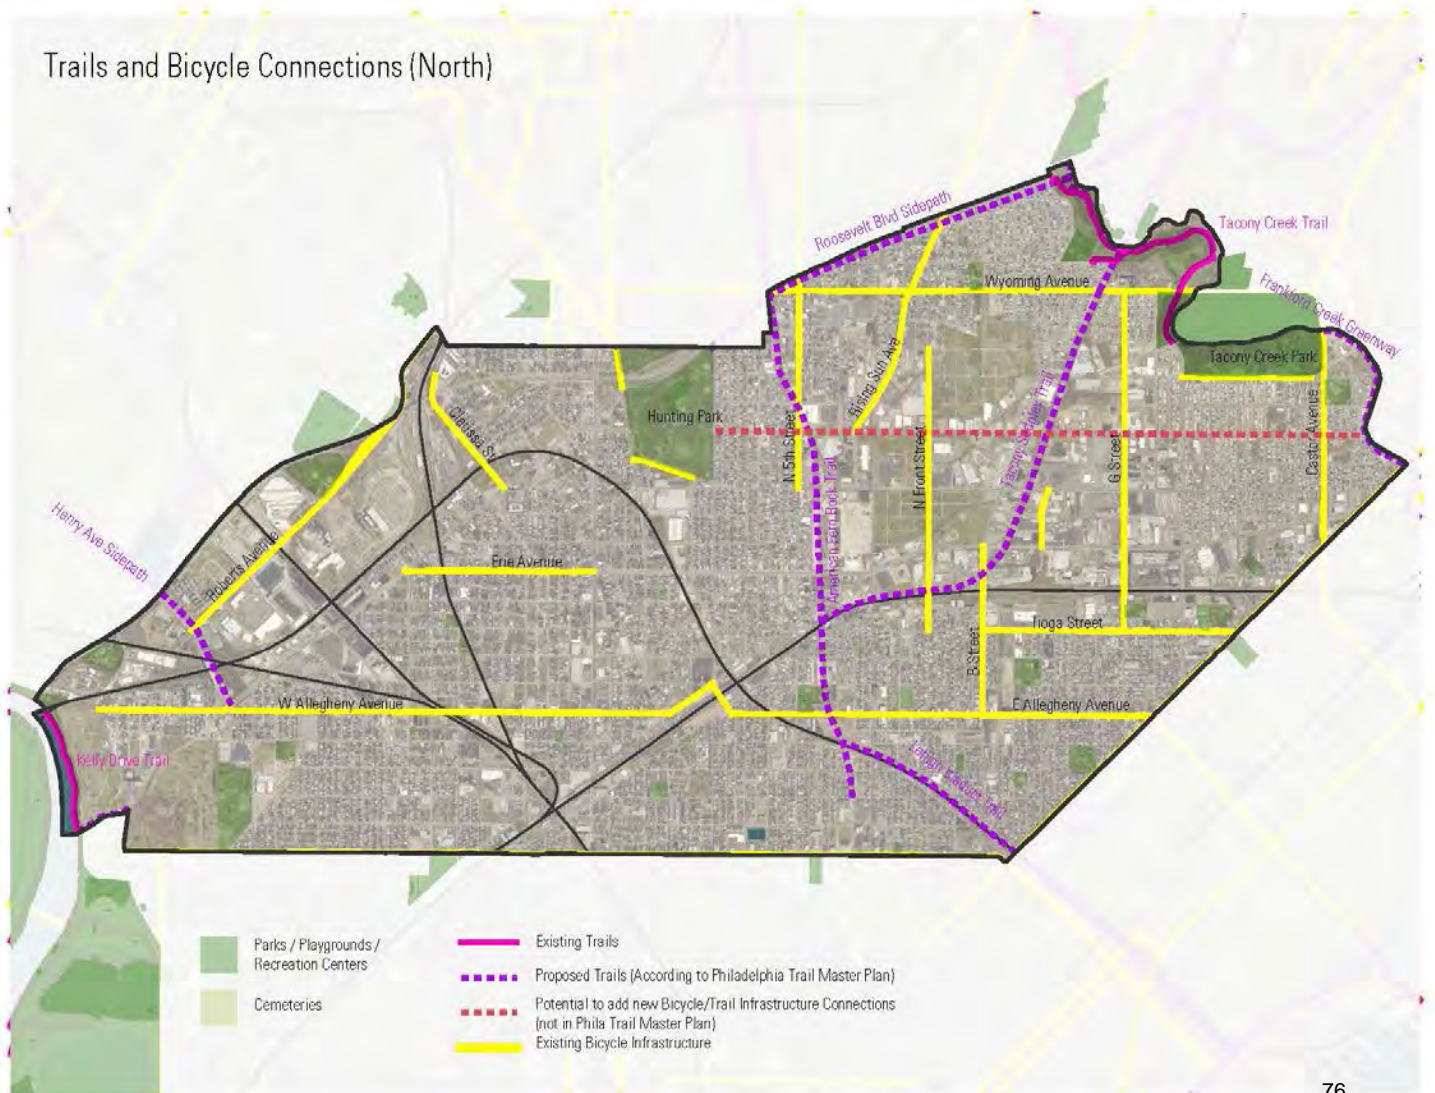 Trails and Bicycle Connections (North)
Roosevelt Blvd Sidepath
Tacony Creek Trail
Wyoming Avenue
Frankford Creek Greenway
Tacony Creek Park
Rising Sun Ave
Clarissa St
Hunting Park
N 5th Street
N Front Street
Tacony Staples Trail
G Street
Castor Avenue
Henry Ave Sidepath
Roberts Avenue
Erie Avenue
American Fern Rock Trail
Tioga Street
B Street
W Allegheny Avenue
E Allegheny Avenue
Kelly Drive Trail
Lehigh Viaduct Trail
Parks / Playgrounds /
Recreation Centers
Cemeteries
Existing Trails
Proposed Trails (According to Philadelphia Trail Master Plan)
Potential to add new Bicycle/Trail Infrastructure Connections
(not in Phila Trail Master Plan)
Existing Bicycle Infrastructure
76